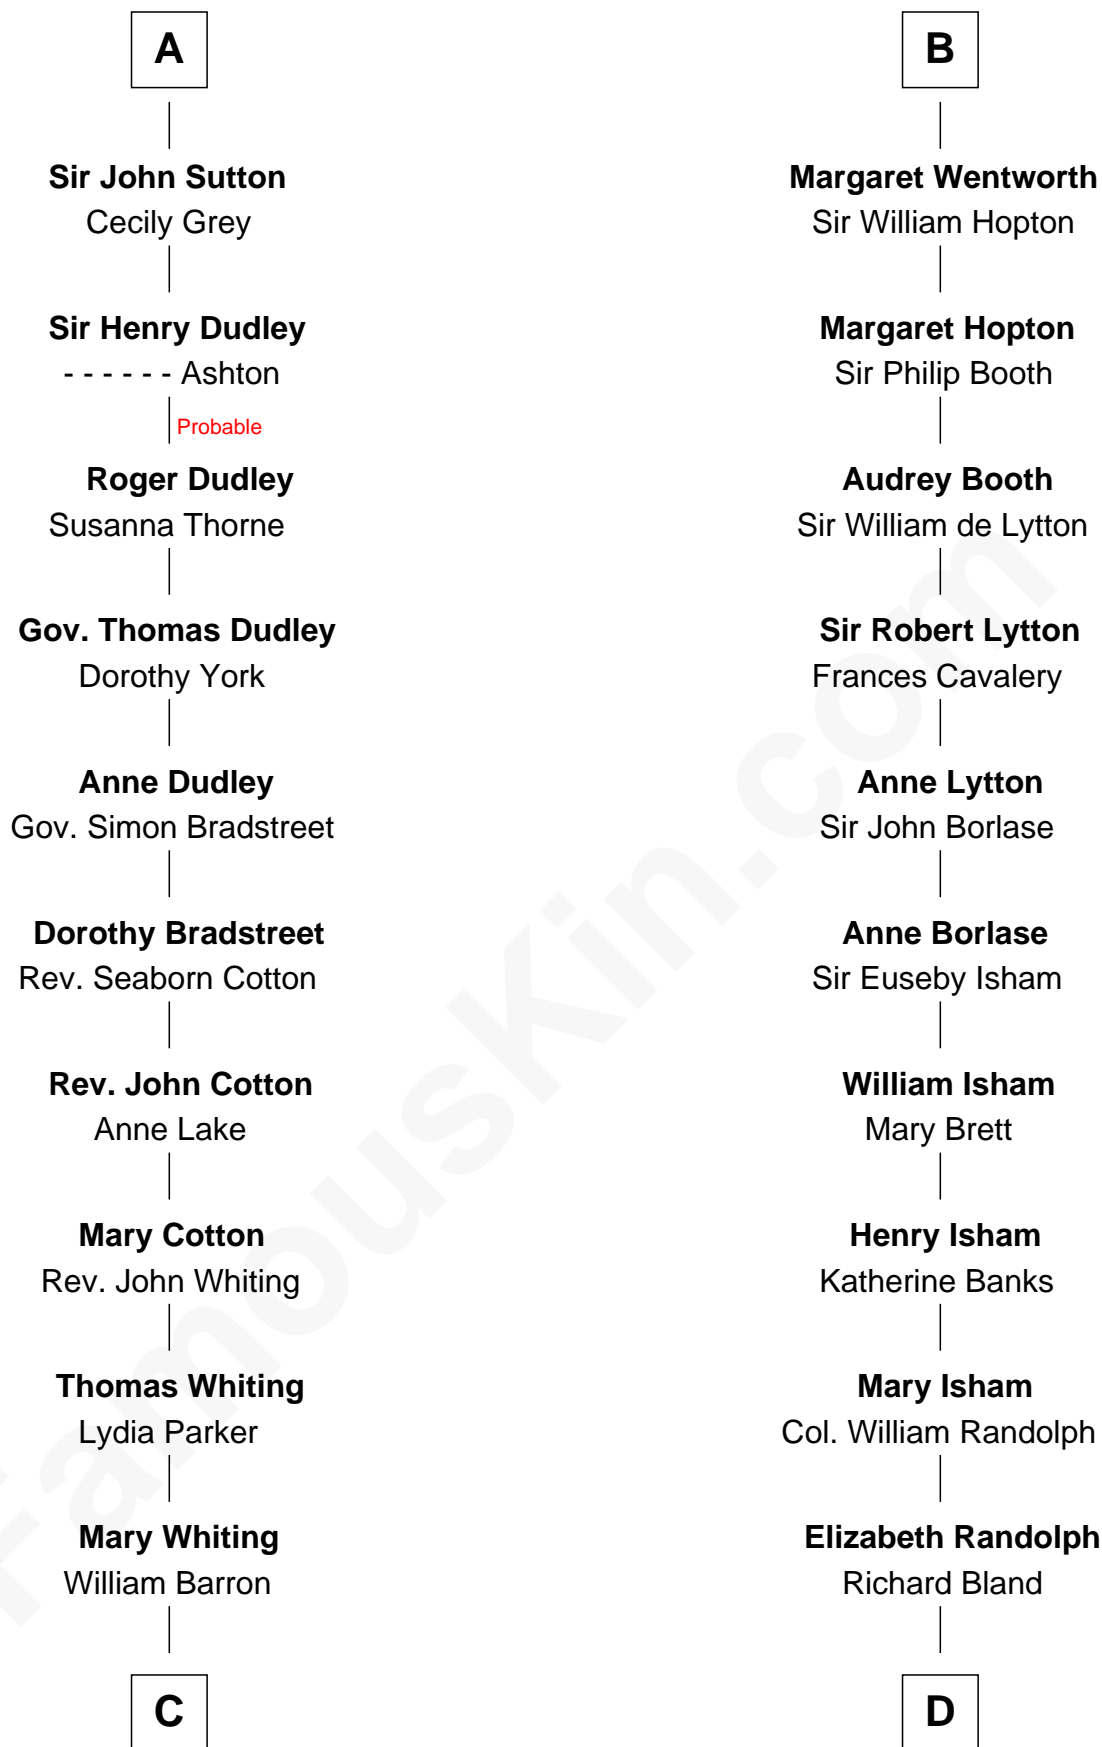 A
Sir John Sutton
Cecily Grey
Sir Henry Dudley
- - - - - - Ashton
Probable
Roger Dudley
Susanna Thorne
Gov. Thomas Dudley
Dorothy York
Anne Dudley
Gov. Simon Bradstreet
Dorothy Bradstreet
Rev. Seaborn Cotton
Rev. John Cotton
Anne Lake
Mary Cotton
Rev. John Whiting
Thomas Whiting
Lydia Parker
Mary Whiting
William Barron
C
B
Margaret Wentworth
Sir William Hopton
Margaret Hopton
Sir Philip Booth
Audrey Booth
Sir William de Lytton
Sir Robert Lytton
Frances Cavalery
Anne Lytton
Sir John Borlase
Anne Borlase
Sir Euseby Isham
William Isham
Mary Brett
Henry Isham
Katherine Banks
Mary Isham
Col. William Randolph
Elizabeth Randolph
Richard Bland
D
FamousKin.com